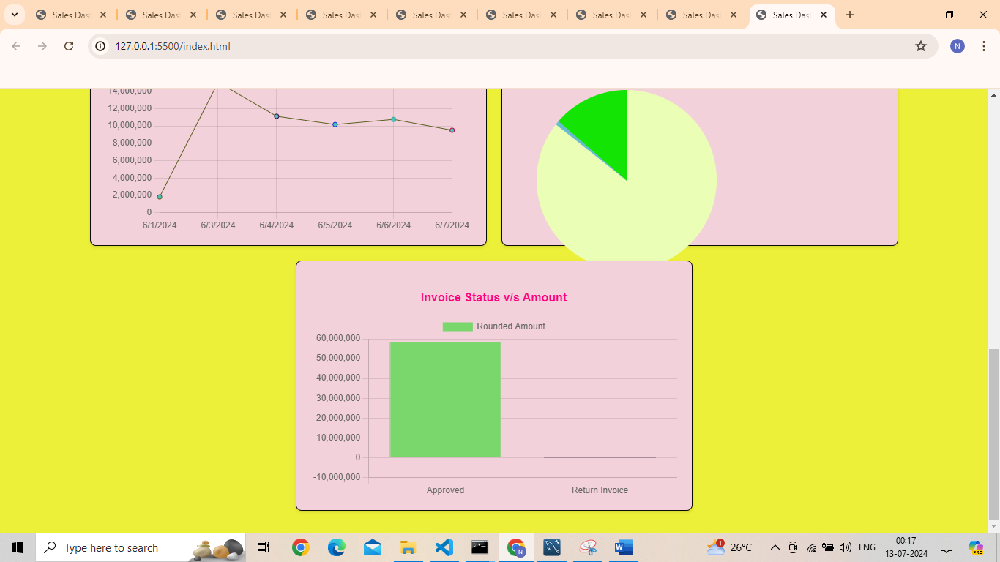 Sales Das
Sales Das
Sales Das
Sales Das
Sales Das
Sales Das
Sales Das
Sales Das
Sales Das
127.0.0.1:5500/index.html
N
14,000,000
12,000,000
10,000,000
8,000,000
6,000,000
4,000,000
2,000,000
0
6/1/2024 6/3/2024 6/4/2024 6/5/2024 6/6/2024 6/7/2024
Invoice Status v/s Amount
Rounded Amount
60,000,000
50,000,000
40,000,000
30,000,000
20,000,000
10,000,000
0
-10,000,000
Approved Return Invoice
Type here to search
N
W
1
26°C
ENG
00:17
13-07-2024
PRE